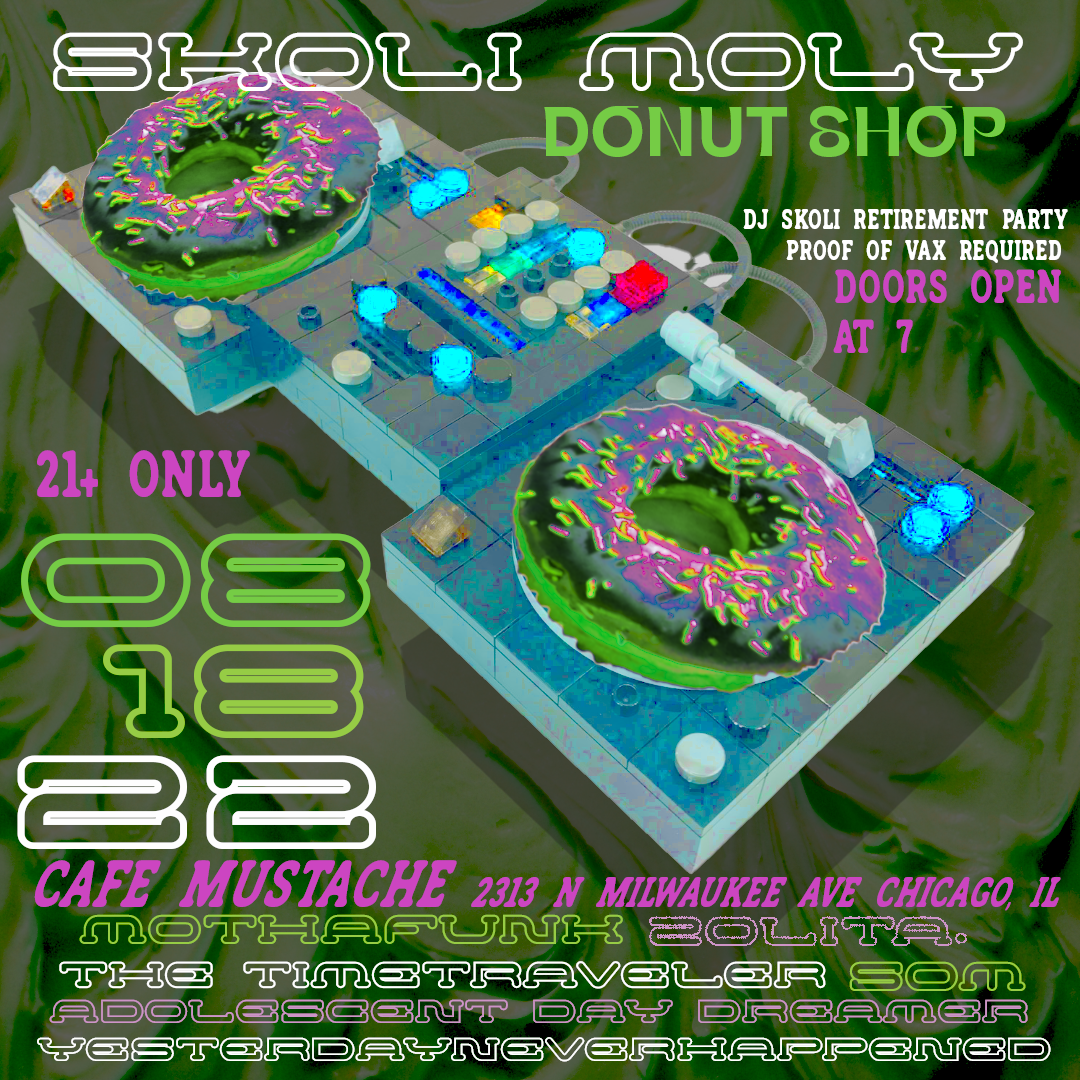 SKOLI MOLY
DONUT SHOP
DJ SKOLI RETIREMENT PARTY
PROOF OF VAX REQUIRED
DOORS OPEN
AT 7
21+ ONLY
08
18
22
CAFE MUSTACHE 2313 N MILWAUKEE AVE CHICAGO, IL
MOTHAFUNK ZOLITA.
THE TIMETRAVELER SOM
ADOLESCENT DAY DREAMER
YESTERDAYNEVERHAPPENED